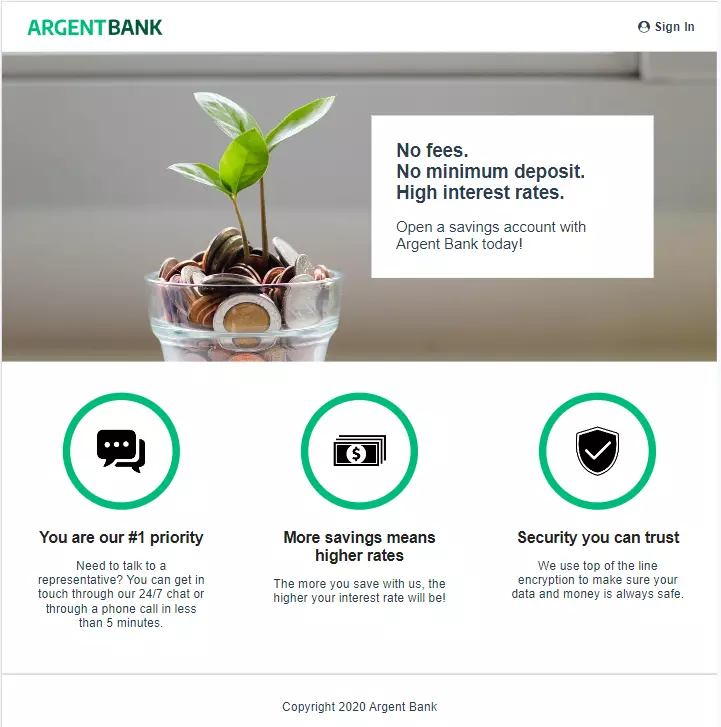 ARGENTBANK
Sign In
No fees.
No minimum deposit.
High interest rates.
Open a savings account with
Argent Bank today!
You are our #1 priority
Need to talk to a
representative? You can get in
touch through our 24/7 chat or
through a phone call in less
than 5 minutes.
$
More savings means
higher rates
The more you save with us, the
higher your interest rate will be!
Security you can trust
We use top of the line
encryption to make sure your
data and money is always safe.
Copyright 2020 Argent Bank